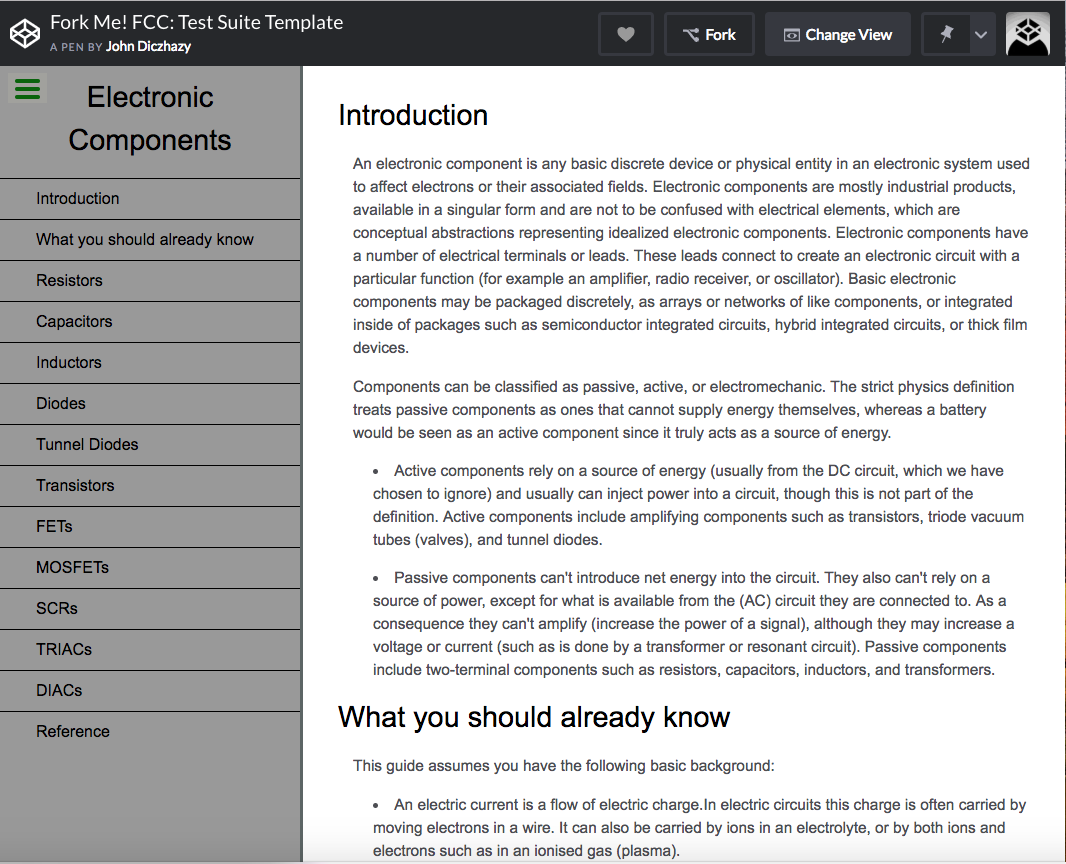 Fork Me! FCC: Test Suite Template
A PEN BY John Diczhazy
Fork
Change View
Electronic
Components
Introduction
What you should already know
Resistors
Capacitors
Inductors
Diodes
Tunnel Diodes
Transistors
FETs
MOSFETs
SCRs
TRIACs
DIACs
Reference
Introduction
An electronic component is any basic discrete device or physical entity in an electronic system used
to affect electrons or their associated fields. Electronic components are mostly industrial products,
available in a singular form and are not to be confused with electrical elements, which are
conceptual abstractions representing idealized electronic components. Electronic components have
a number of electrical terminals or leads. These leads connect to create an electronic circuit with a
particular function (for example an amplifier, radio receiver, or oscillator). Basic electronic
components may be packaged discretely, as arrays or networks of like components, or integrated
inside of packages such as semiconductor integrated circuits, hybrid integrated circuits, or thick film
devices.
Components can be classified as passive, active, or electromechanic. The strict physics definition
treats passive components as ones that cannot supply energy themselves, whereas a battery
would be seen as an active component since it truly acts as a source of energy.
• Active components rely on a source of energy (usually from the DC circuit, which we have
chosen to ignore) and usually can inject power into a circuit, though this is not part of the
definition. Active components include amplifying components such as transistors, triode vacuum
tubes (valves), and tunnel diodes.
• Passive components can't introduce net energy into the circuit. They also can't rely on a
source of power, except for what is available from the (AC) circuit they are connected to. As a
consequence they can't amplify (increase the power of a signal), although they may increase a
voltage or current (such as is done by a transformer or resonant circuit). Passive components
include two-terminal components such as resistors, capacitors, inductors, and transformers.
What you should already know
This guide assumes you have the following basic background:
• An electric current is a flow of electric charge.In electric circuits this charge is often carried by
moving electrons in a wire. It can also be carried by ions in an electrolyte, or by both ions and
electrons such as in an ionised gas (plasma).